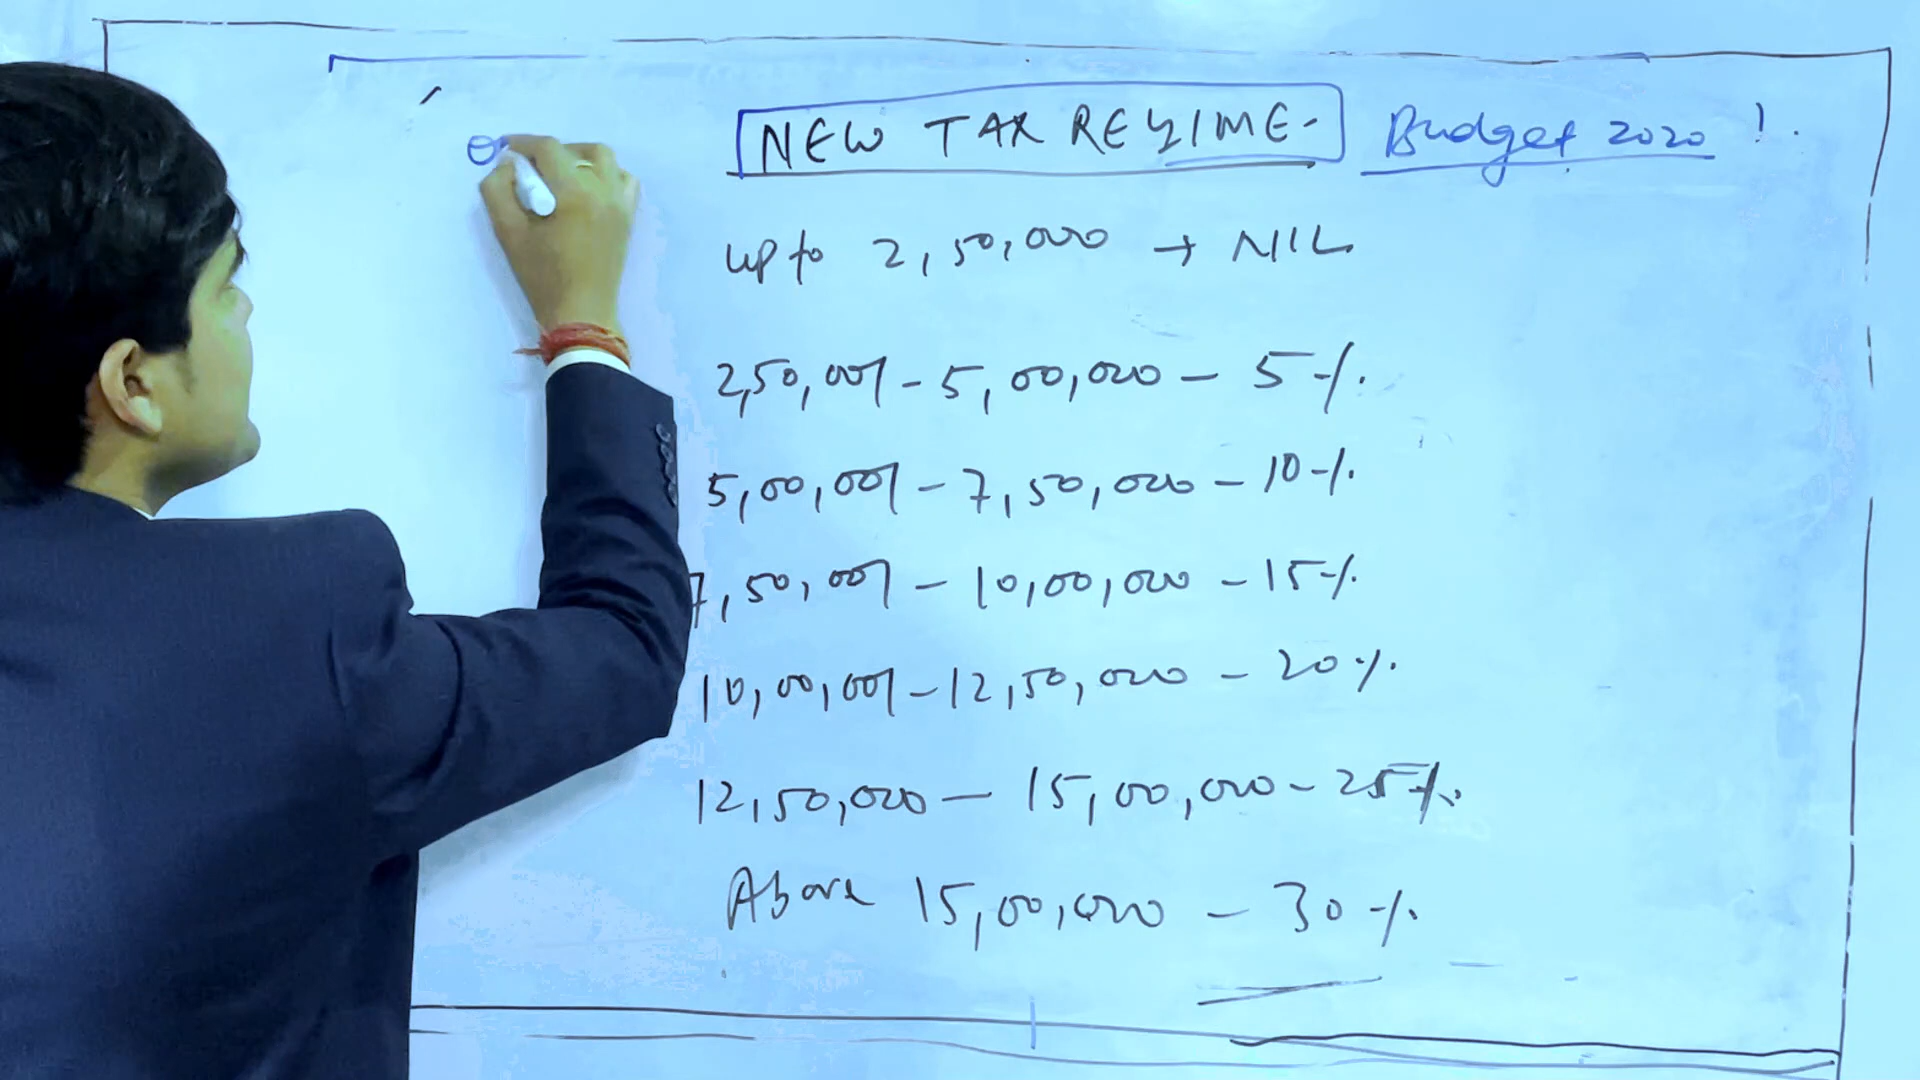 NEW TAX REGIME - Budget 2020 !
up to 2,50,000 → NIL
2,50,001 - 5,00,000 - 5%
5,00,001 - 7,50,000 - 10%
7,50,001 - 10,00,000 - 15%
10,00,001 - 12,50,000 - 20%
12,50,000 - 15,00,000 - 25%
Above 15,00,000 - 30%